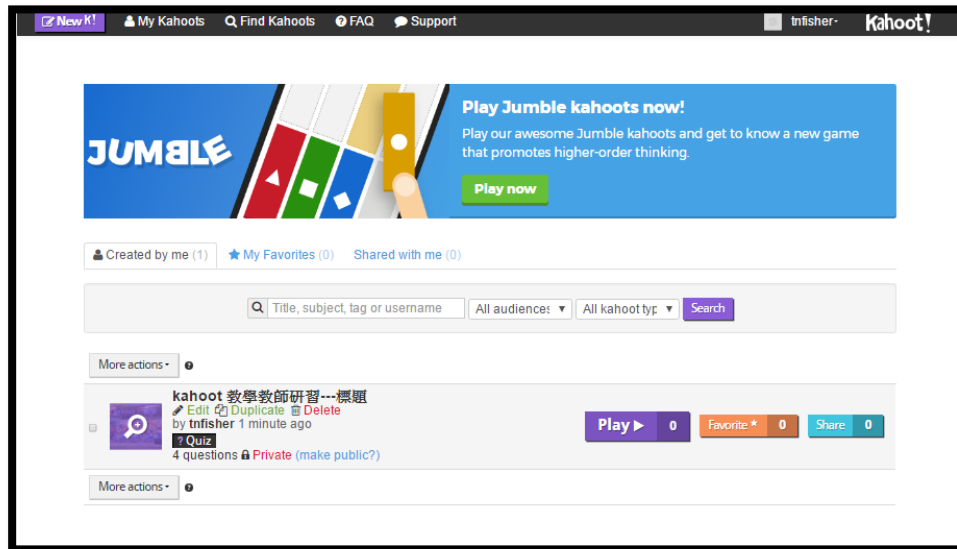 New K! My Kahoots Find Kahoots FAQ Support tnfisher Kahoot!
JUMBLE
Play Jumble kahoots now!
Play our awesome Jumble kahoots and get to know a new game
that promotes higher-order thinking.
Play now
Created by me (1) My Favorites (0) Shared with me (0)
Title, subject, tag or username All audiences All kahoot typ Search
More actions
kahoot 教學教師研習---標題
Edit Duplicate Delete
by tnfisher 1 minute ago
? Quiz
4 questions Private (make public?)
Play 0 Favorite 0 Share 0
More actions